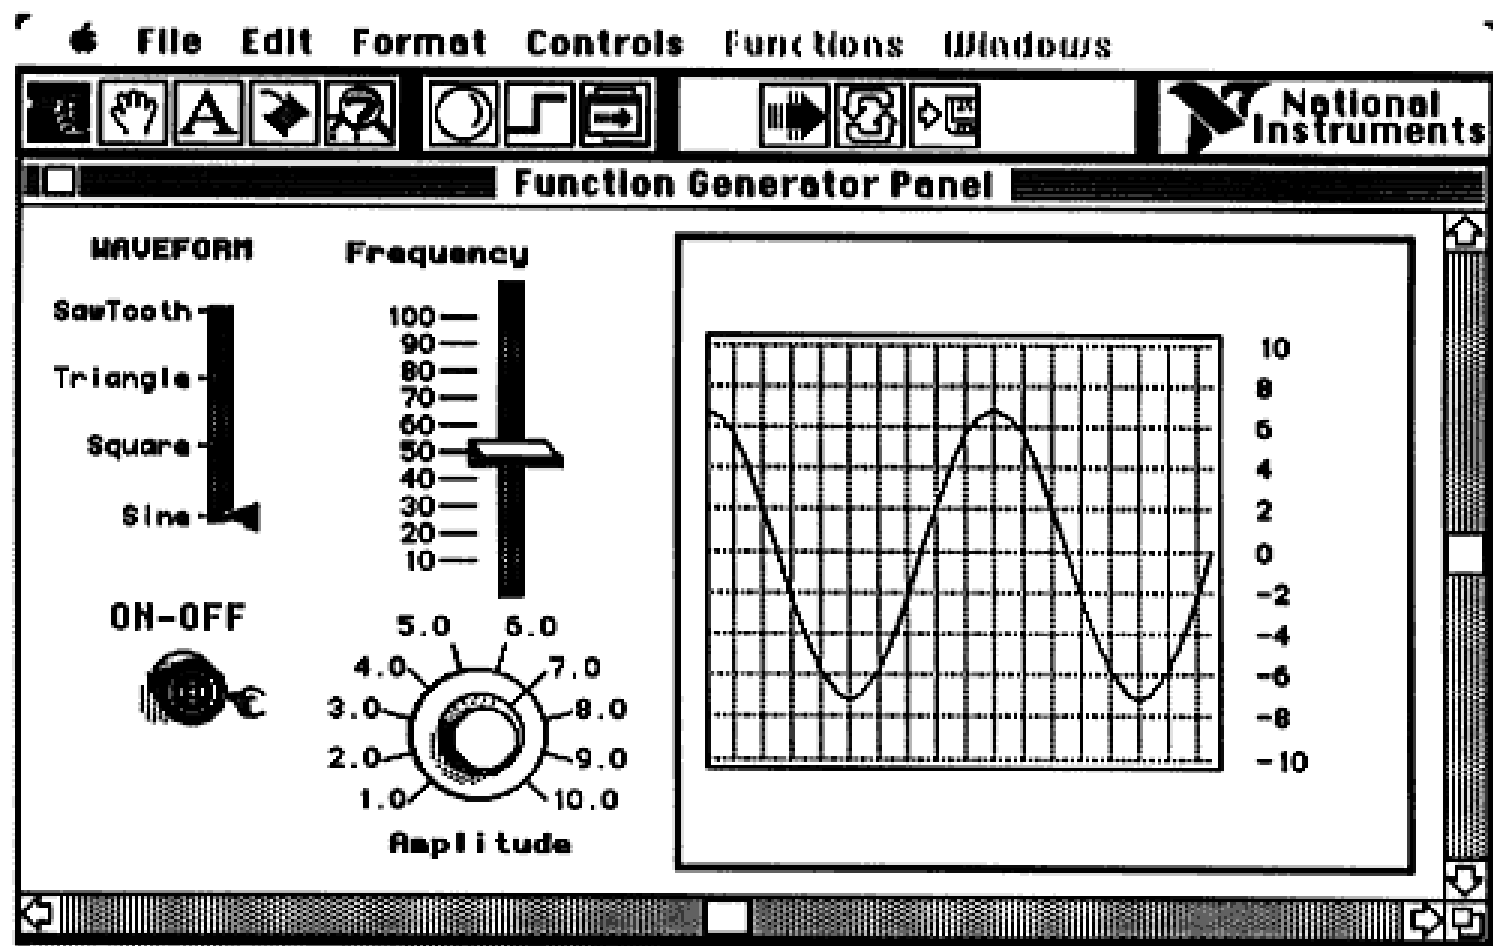 File Edit Format Controls Functions Windows
A
National
Instruments
Function Generator Panel
WAVEFORM
SawTooth
Triangle
Square
Sine
Frequency
100
90
80
70
60
50
40
30
20
10
ON-OFF
5.0 6.0
4.0 7.0
3.0 8.0
2.0 9.0
1.0 10.0
Amplitude
10
8
6
4
2
0
-2
-4
-6
-8
-10